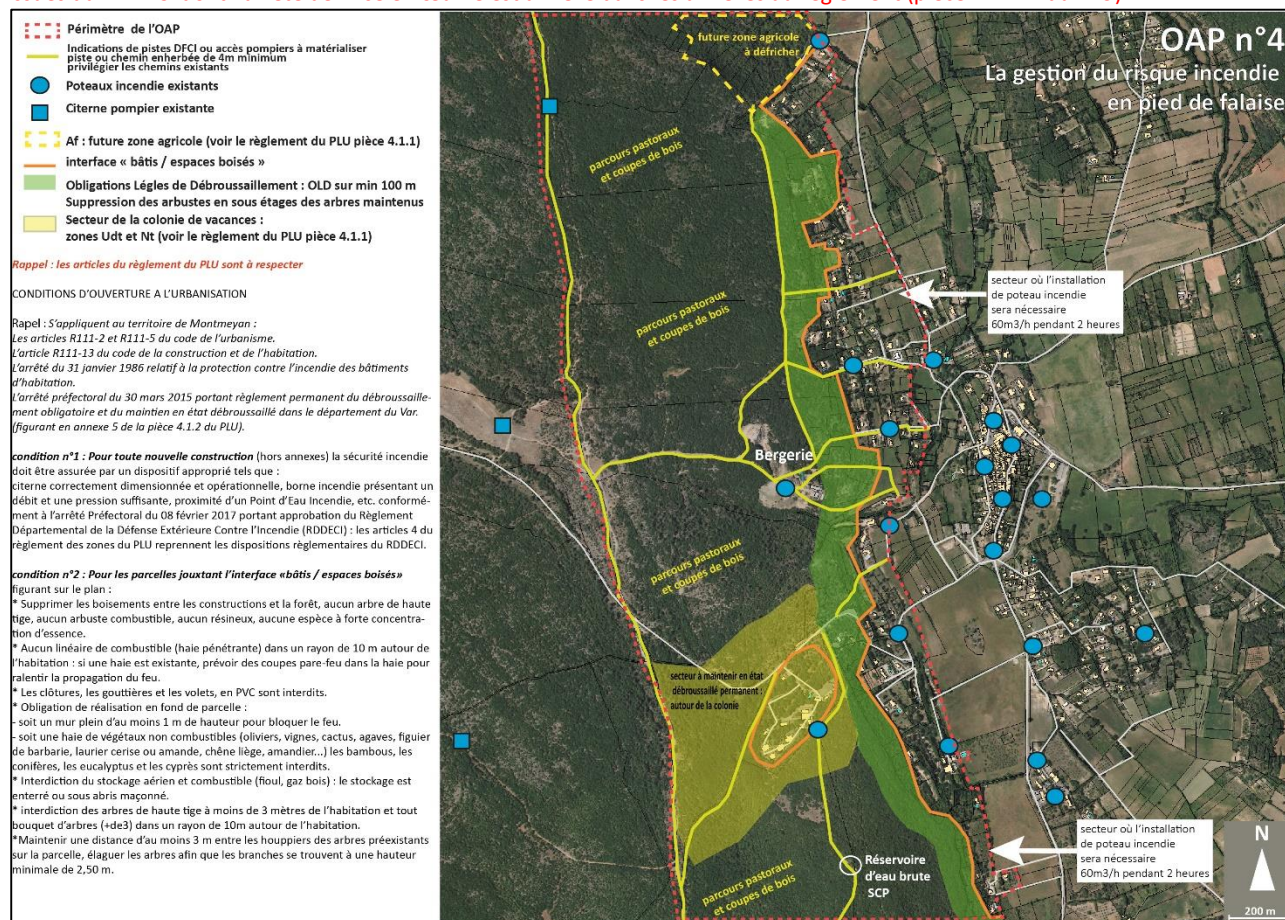 Périmètre de l'OAP
Indications de pistes DFCI ou accès pompiers à matérialiser
piste ou chemin enherbée de 4m minimum
privilégier les chemins existants
Poteaux incendie existants
Citerne pompier existante
Af : future zone agricole (voir le règlement du PLU pièce 4.1.1)
interface « bâtis / espaces boisés »
Obligations Légles de Débroussaillement : OLD sur min 100 m
Suppression des arbustes en sous étages des arbres maintenus
Secteur de la colonie de vacances :
zones Udt et Nt (voir le règlement du PLU pièce 4.1.1)
Rappel : les articles du règlement du PLU sont à respecter
CONDITIONS D'OUVERTURE A L'URBANISATION
Rapel : S'appliquent au territoire de Montmeyan :
Les articles R111-2 et R111-5 du code de l'urbanisme.
L'article R111-13 du code de la construction et de l'habitation.
L'arrêté du 31 janvier 1986 relatif à la protection contre l'incendie des bâtiments
d'habitation.
L'arrêté préfectoral du 30 mars 2015 portant règlement permanent du débroussaille-
ment obligatoire et du maintien en état débroussaillé dans le département du Var.
(figurant en annexe 5 de la pièce 4.1.2 du PLU).
condition n°1 : Pour toute nouvelle construction (hors annexes) la sécurité incendie
doit être assurée par un dispositif approprié tels que :
citerne correctement dimensionnée et opérationnelle, borne incendie présentant un
débit et une pression suffisante, proximité d'un Point d'Eau Incendie, etc. conformé-
ment à l'arrêté Préfectoral du 08 février 2017 portant approbation du Règlement
Départemental de la Défense Extérieure Contre l'Incendie (RDDECI) : les articles 4 du
règlement des zones du PLU reprennent les dispositions règlementaires du RDDECI.
condition n°2 : Pour les parcelles jouxtant l'interface «bâtis / espaces boisés»
figurant sur le plan :
* Supprimer les boisements entre les constructions et la forêt, aucun arbre de haute
tige, aucun arbuste combustible, aucun résineux, aucune espèce à forte concentra-
tion d'essence.
* Aucun linéaire de combustible (haie pénétrante) dans un rayon de 10 m autour de
l'habitation : si une haie est existante, prévoir des coupes pare-feu dans la haie pour
ralentir la propagation du feu.
* Les clôtures, les gouttières et les volets, en PVC sont interdits.
* Obligation de réalisation en fond de parcelle :
- soit un mur plein d'au moins 1 m de hauteur pour bloquer le feu.
- soit une haie de végétaux non combustibles (oliviers, vignes, cactus, agaves, figuier
de barbarie, laurier cerise ou amande, chêne liège, amandier...) les bambous, les
conifères, les eucalyptus et les cyprès sont strictement interdits.
* Interdiction du stockage aérien et combustible (fioul, gaz bois) : le stockage est
enterré ou sous abris maçonné.
* interdiction des arbres de haute tige à moins de 3 mètres de l'habitation et tout
bouquet d'arbres (+de3) dans un rayon de 10m autour de l'habitation.
*Maintenir une distance d'au moins 3 m entre les houppiers des arbres préexistants
sur la parcelle, élaguer les arbres afin que les branches se trouvent à une hauteur
minimale de 2,50 m.
OAP n°4
La gestion du risque incendie
en pied de falaise
future zone agricole
à défricher
parcours pastoraux
et coupes de bois
parcours pastoraux
et coupes de bois
secteur où l'installation
de poteau incendie
sera nécessaire
60m3/h pendant 2 heures
Bergerie
parcours pastoraux
et coupes de bois
secteur à maintenir en état
débroussaillé permanent :
autour de la colonie
secteur où l'installation
de poteau incendie
sera nécessaire
60m3/h pendant 2 heures
Réservoire
d'eau brute
SCP
parcours pastoraux
et coupes de bois
N
200 m